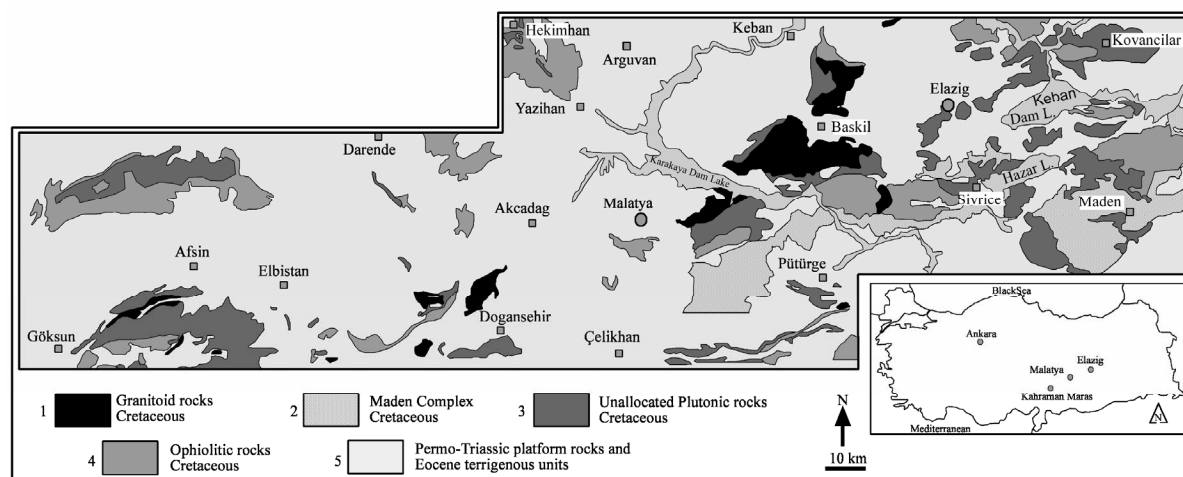 Hekimhan
Keban
Kovancilar
Arguvan
Elazig
Yazihan
Keban
Dam L.
Baskil
Darende
Karakaya Dam Lake
Hazar L.
Sivrice
Akcadag
Malatya
Maden
Afsin
Elbistan
Pütürge
Dogansehir
Göksun
Çelikhan
BlackSea
Ankara
Elazig
Malatya
Kahraman Maras
Mediterranean
N
1 Granitoid rocks
Cretaceous
2 Maden Complex
Cretaceous
3 Unallocated Plutonic rocks
Cretaceous
4 Ophiolitic rocks
Cretaceous
5 Permo-Triassic platform rocks and
Eocene terrigenous units
N
10 km